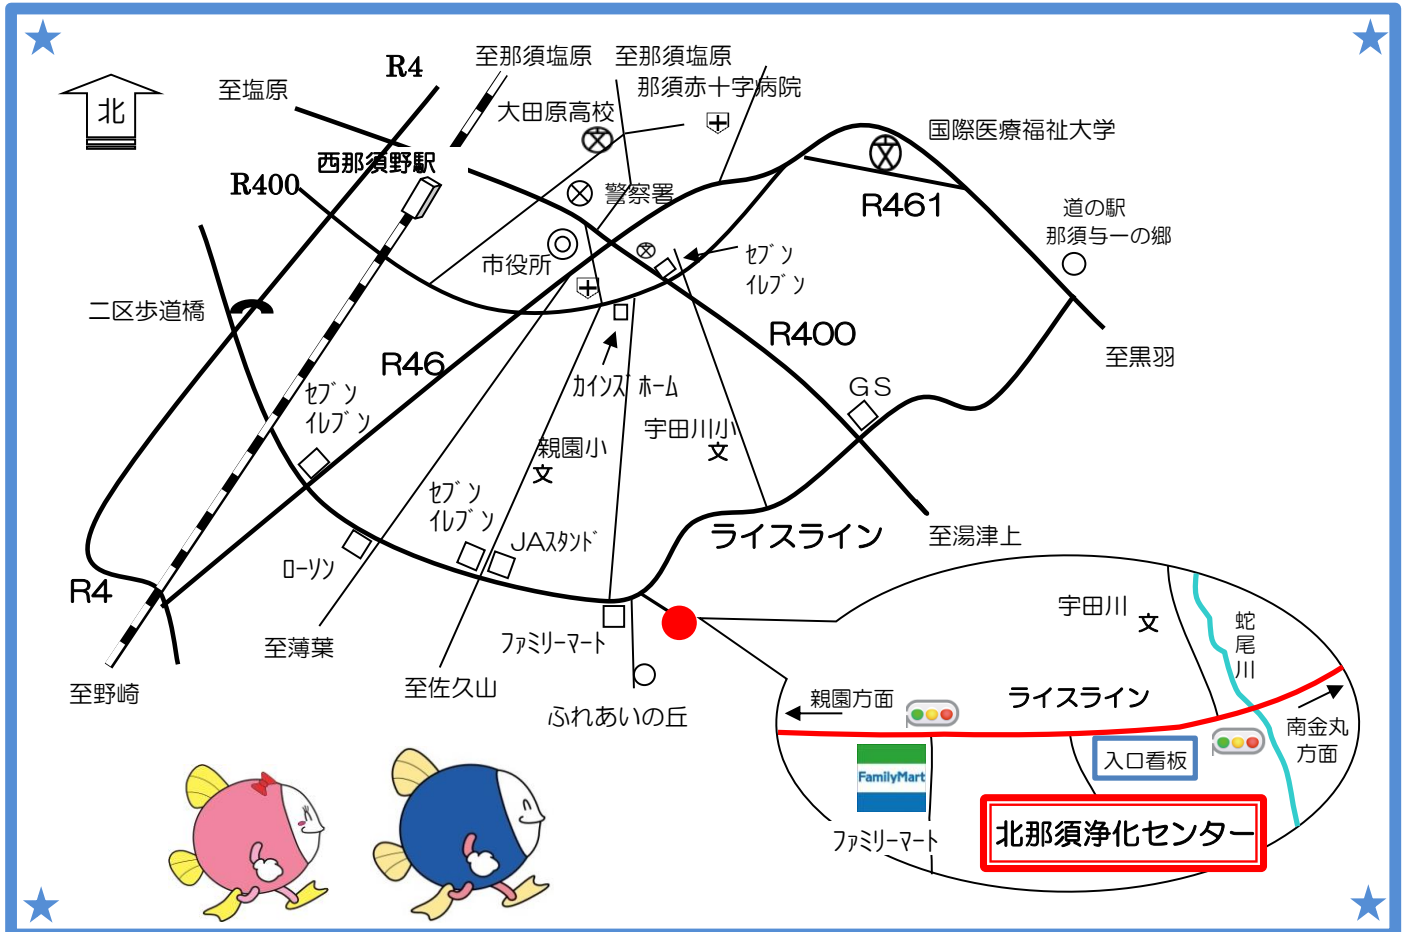 R4
至那須塩原
至那須塩原
至塩原
那須赤十字病院
北
大田原高校
国際医療福祉大学
西那須野駅
R400
警察署
R461
道の駅
那須与一の郷
市役所
セブン
イレブン
二区歩道橋
R400
R46
至黒羽
セブン
イレブン
カインズホーム
GS
親園小
文
宇田川小
文
セブン
イレブン
JAスタンド
ライスライン
至湯津上
ローソン
R4
ファミリーマート
至薄葉
至野崎
至佐久山
ふれあいの丘
宇田川
文
蛇尾川
親園方面
ライスライン
南金丸
方面
入口看板
FamilyMart
ファミリーマート
北那須浄化センター